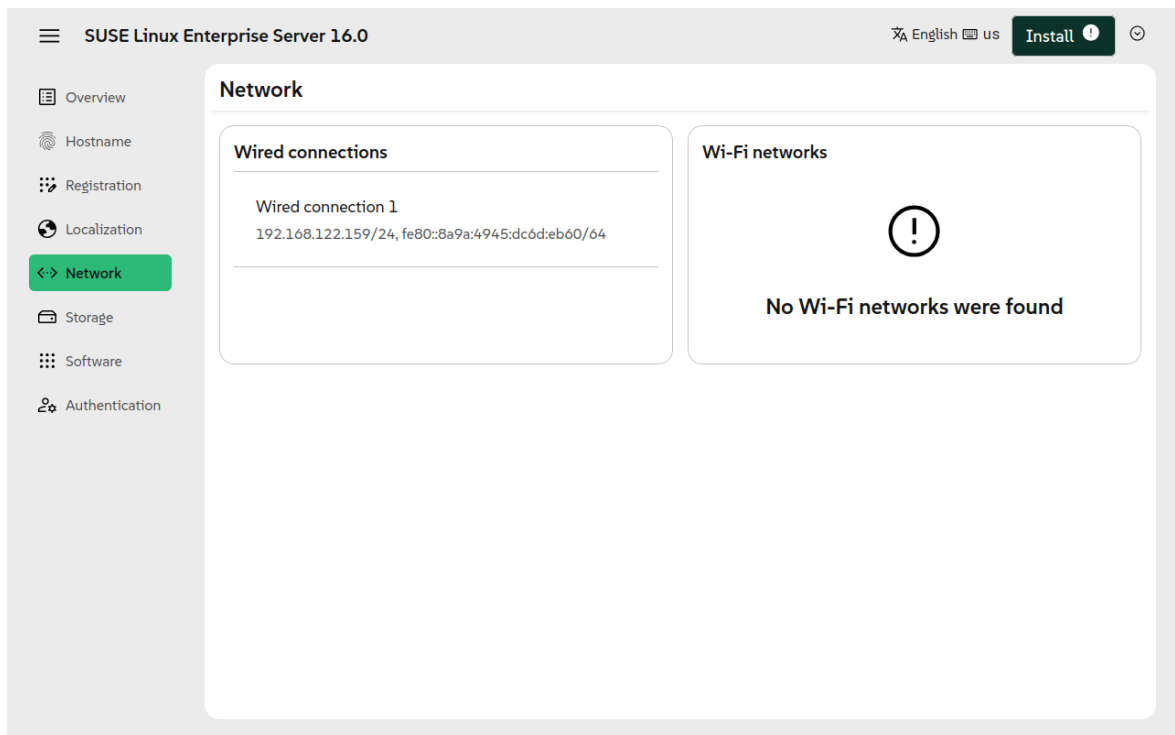 SUSE Linux Enterprise Server 16.0
English us
Install
Overview
Hostname
Registration
Localization
Network
Storage
Software
Authentication
Network
Wired connections
Wired connection 1
192.168.122.159/24, fe80::8a9a:4945:dc6d:eb60/64
Wi-Fi networks
No Wi-Fi networks were found